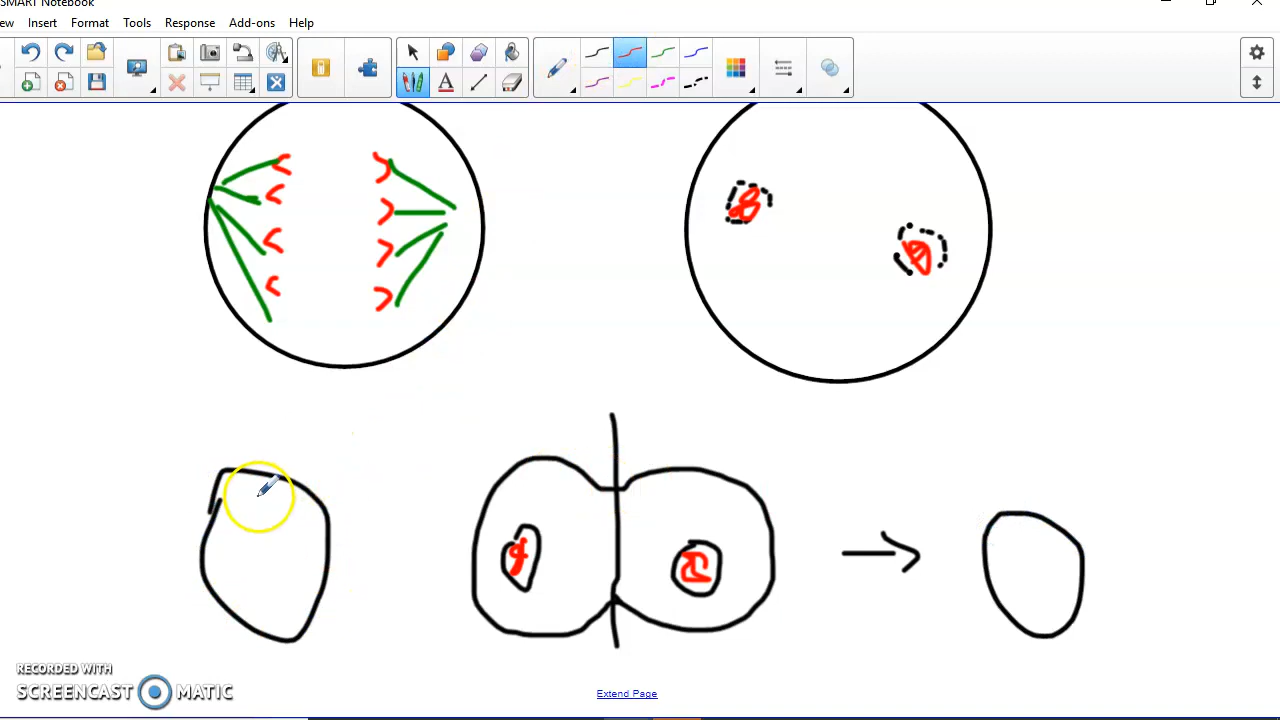 SMART Notebook
ew Insert Format Tools Response Add-ons Help
A
RECORDED WITH
SCREENCAST MATIC
Extend Page